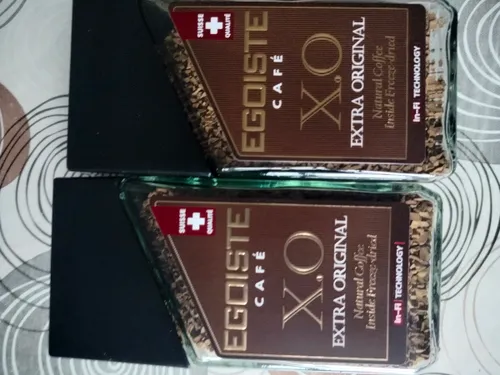 SUISSE
QUALITÉ
EGOISTE
CAFÉ
X.O
EXTRA ORIGINAL
Natural Coffee
Inside Freeze-dried
In-Fi TECHNOLOGY
SUISSE
QUALITÉ
EGOISTE
CAFÉ
X.O
EXTRA ORIGINAL
Natural Coffee
Inside Freeze-dried
In-Fi TECHNOLOGY